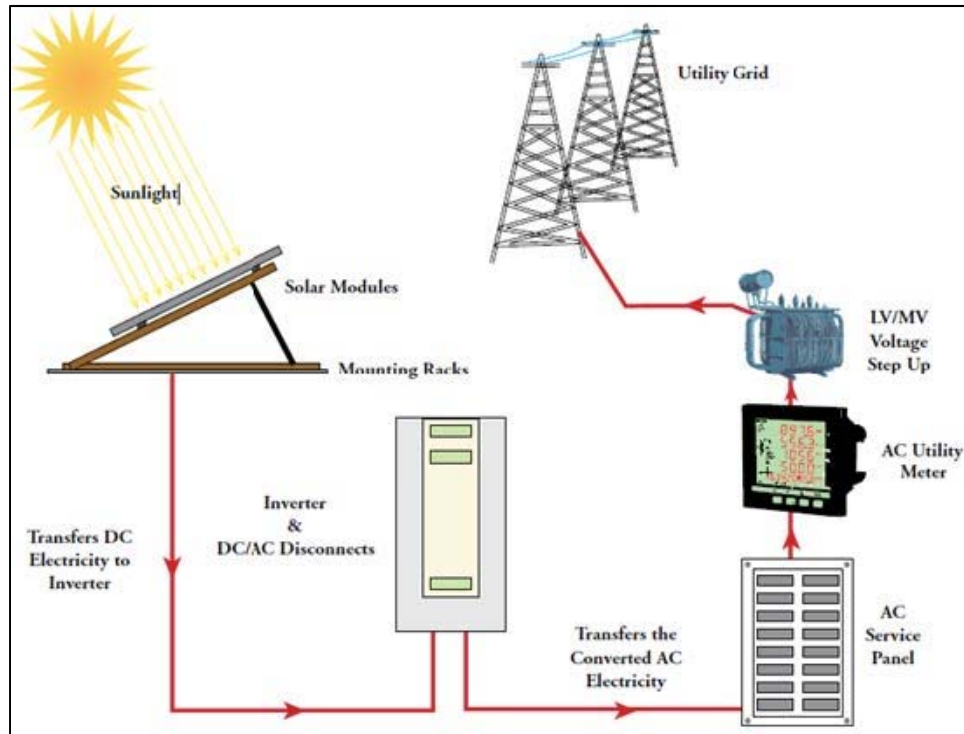 Utility Grid
Sunlight
Solar Modules
Mounting Racks
LV/MV
Voltage
Step Up
AC Utility
Meter
Inverter
&
DC/AC Disconnects
Transfers DC
Electricity to
Inverter
Transfers the
Converted AC
Electricity
AC
Service
Panel